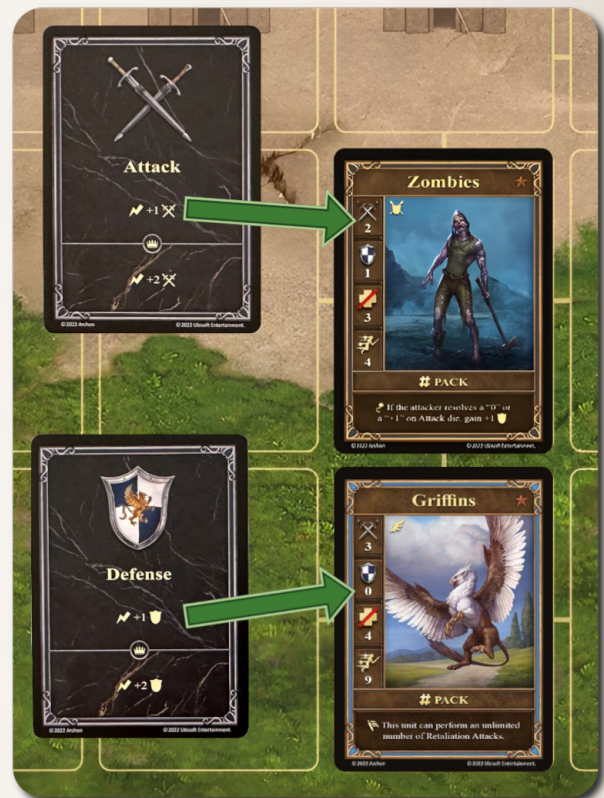 Attack
+1
+2
© 2022 Archon
© 2022 Ubisoft Entertainment.
Zombies
2
1
3
4
# PACK
If the attacker resolves a "0" or
a "+1" on Attack die, gain +1
© 2022 Archon
© 2022 Ubisoft Entertainment.
Defense
+1
+2
© 2022 Archon
© 2022 Ubisoft Entertainment.
Griffins
3
0
4
9
# PACK
This unit can perform an unlimited
number of Retaliation Attacks.
© 2022 Archon
© 2022 Ubisoft Entertainment.